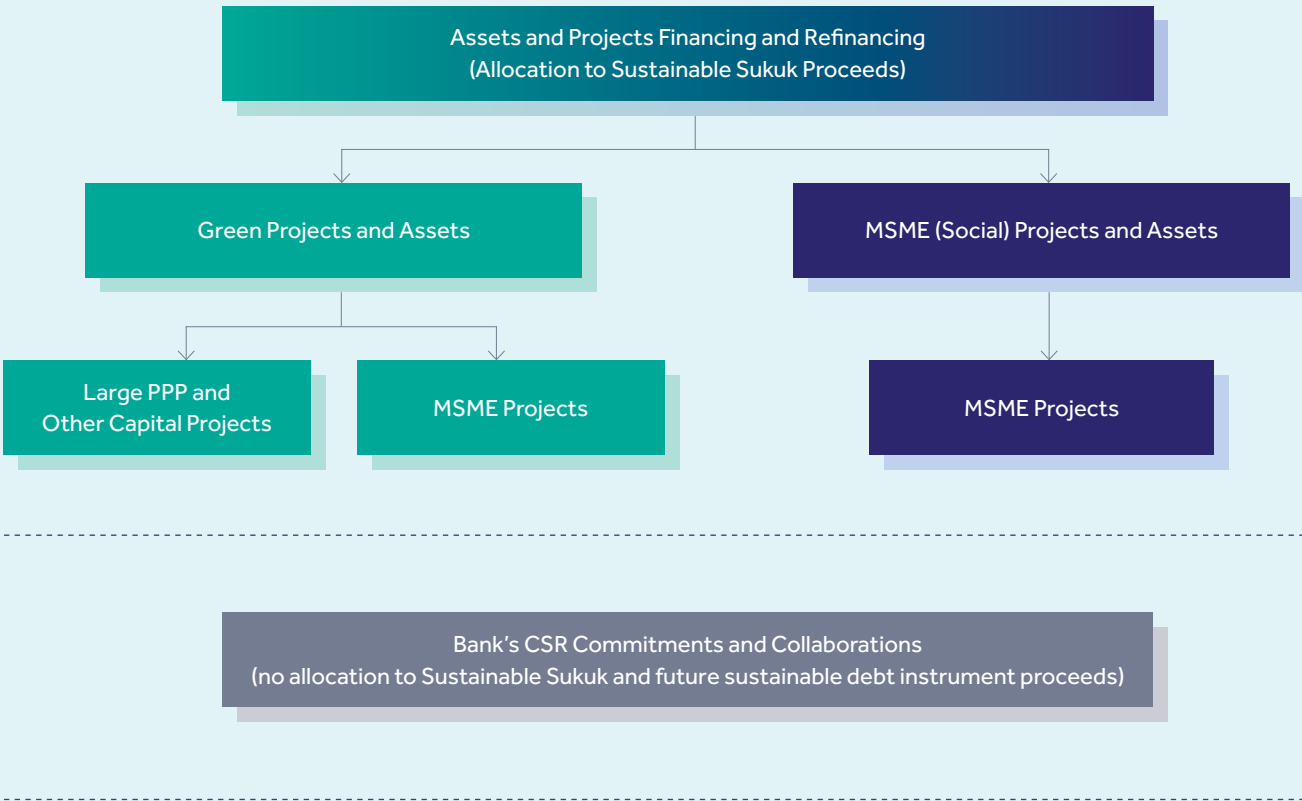 Assets and Projects Financing and Refinancing
(Allocation to Sustainable Sukuk Proceeds)
Green Projects and Assets
MSME (Social) Projects and Assets
Large PPP and
Other Capital Projects
MSME Projects
MSME Projects
Bank’s CSR Commitments and Collaborations
(no allocation to Sustainable Sukuk and future sustainable debt instrument proceeds)